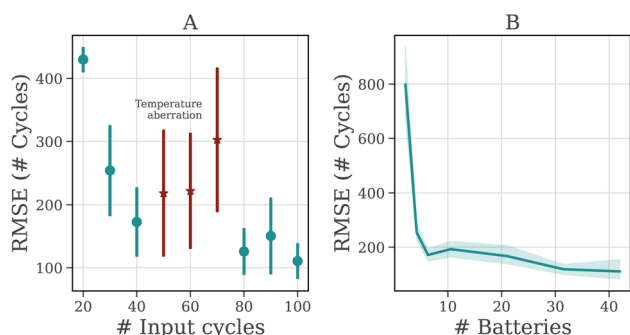 A
RMSE (# Cycles)
400
300
200
100
Temperature
aberration
20
40
60
80
100
# Input cycles
B
RMSE (# Cycles)
800
600
400
200
10
20
30
40
# Batteries